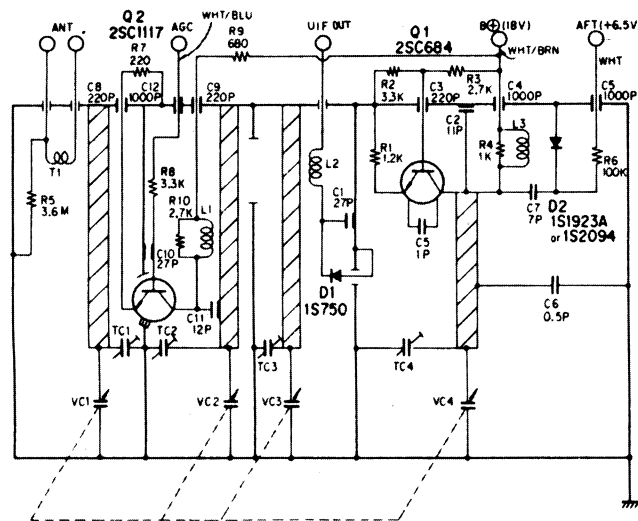 Q2
2SC1117
ANT
R7
220
AGC
WHT/BLU
R9
680
UIF OUT
Q1
2SC684
B⊕(18V)
WHT/BRN
AFT(+6.5V)
WHT
C8
220P
C12
1000P
C9
220P
R2
3.3K
C3
220P
R3
2.7K
C4
1000P
C5
1000P
C2
11P
L3
R4
1K
T1
R5
3.6M
R8
3.3K
R10
2.7K
L1
L2
R1
1.2K
R6
100K
C1
27P
C10
27P
C5
1P
C7
7P
D2
1S1923A
or 1S2094
D1
1S750
C11
12P
C6
0.5P
TC1
TC2
TC3
TC4
VC1
VC2
VC3
VC4